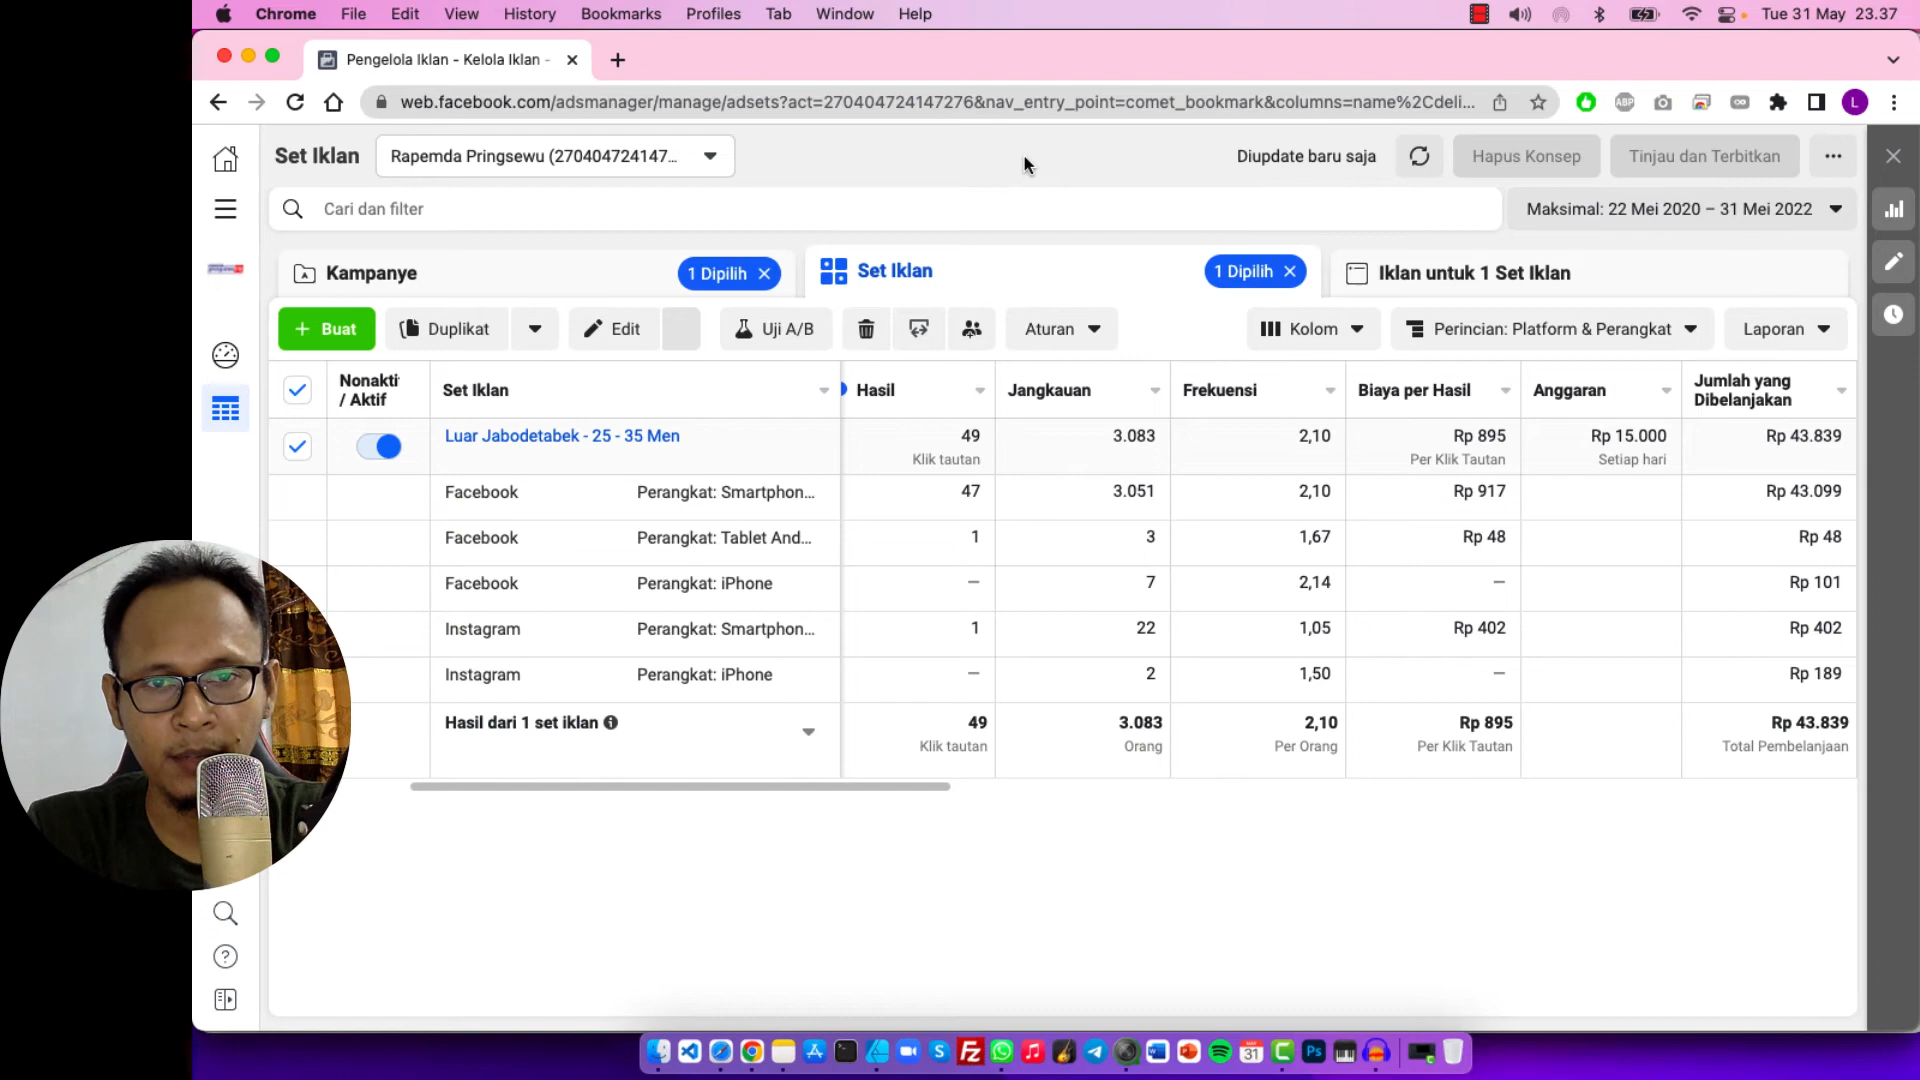 Chrome File Edit View History Bookmarks Profiles Tab Window Help Tue 31 May 23.37
Pengelola Iklan - Kelola Iklan -
web.facebook.com/adsmanager/manage/adsets?act=270404724147276&nav_entry_point=comet_bookmark&columns=name%2Cdeli...
ABP
L
Set Iklan Rapemda Pringsewu (270404724147... Diupdate baru saja Hapus Konsep Tinjau dan Terbitkan
Cari dan filter Maksimal: 22 Mei 2020 – 31 Mei 2022
Kampanye 1 Dipilih Set Iklan 1 Dipilih Iklan untuk 1 Set Iklan
+ Buat Duplikat Edit Uji A/B Aturan Kolom Perincian: Platform & Perangkat Laporan
Nonakti / Aktif Set Iklan Hasil Jangkauan Frekuensi Biaya per Hasil Anggaran Jumlah yang Dibelanjakan
Luar Jabodetabek - 25 - 35 Men 49 3.083 2,10 Rp 895 Rp 15.000 Rp 43.839
Klik tautan Per Klik Tautan Setiap hari
Facebook Perangkat: Smartphon... 47 3.051 2,10 Rp 917 Rp 43.099
Facebook Perangkat: Tablet And... 1 3 1,67 Rp 48 Rp 48
Facebook Perangkat: iPhone — 7 2,14 — Rp 101
Instagram Perangkat: Smartphon... 1 22 1,05 Rp 402 Rp 402
Instagram Perangkat: iPhone — 2 1,50 — Rp 189
Hasil dari 1 set iklan 49 3.083 2,10 Rp 895 Rp 43.839
Klik tautan Orang Per Orang Per Klik Tautan Total Pembelanjaan
MAY
31
Ps